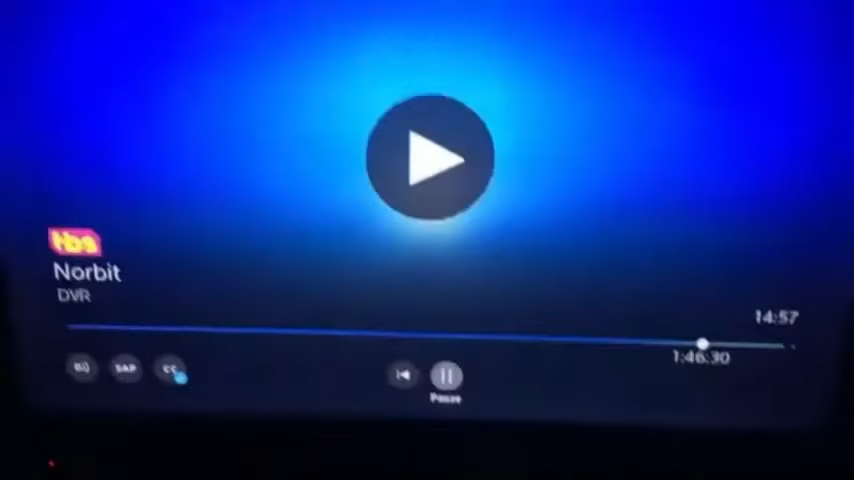 tbs
Norbit
DVR
14:57
1:46:30
SAP
CC
Pause